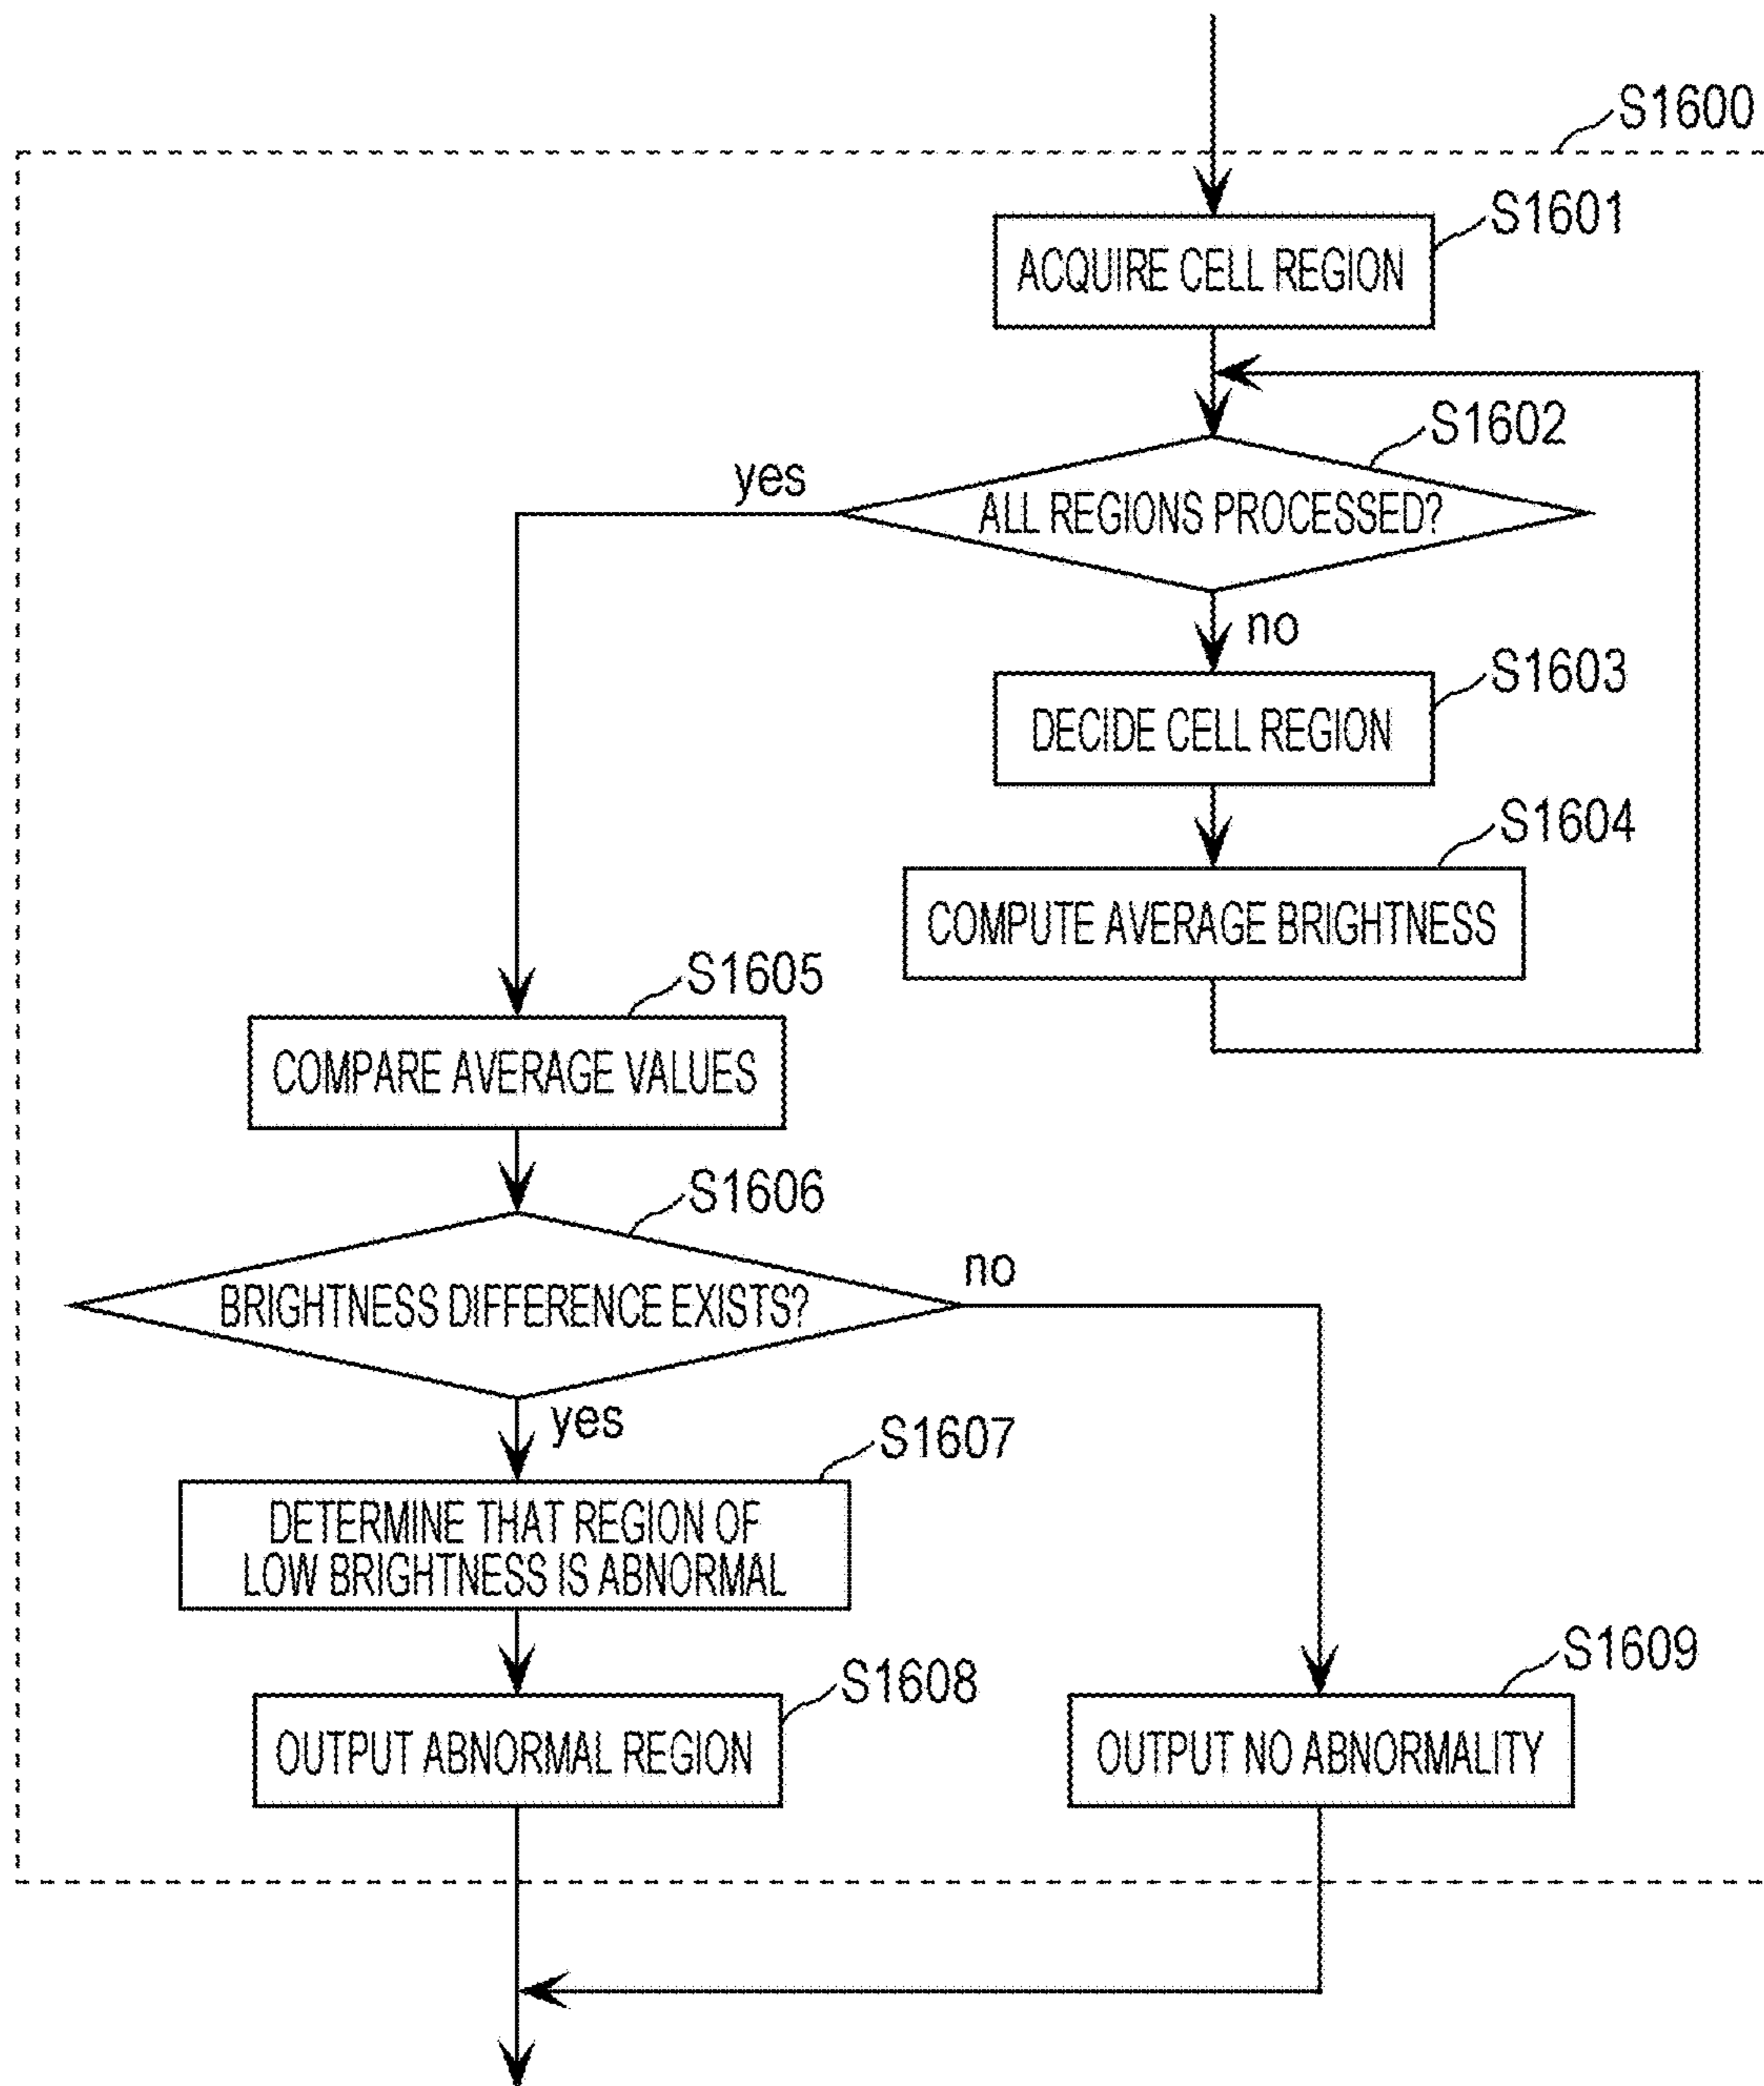 S1600
S1601
ACQUIRE CELL REGION
S1602
yes
ALL REGIONS PROCESSED?
no
S1603
DECIDE CELL REGION
S1604
COMPUTE AVERAGE BRIGHTNESS
S1605
COMPARE AVERAGE VALUES
S1606
no
BRIGHTNESS DIFFERENCE EXISTS?
yes
S1607
DETERMINE THAT REGION OF
LOW BRIGHTNESS IS ABNORMAL
S1608
OUTPUT ABNORMAL REGION
S1609
OUTPUT NO ABNORMALITY